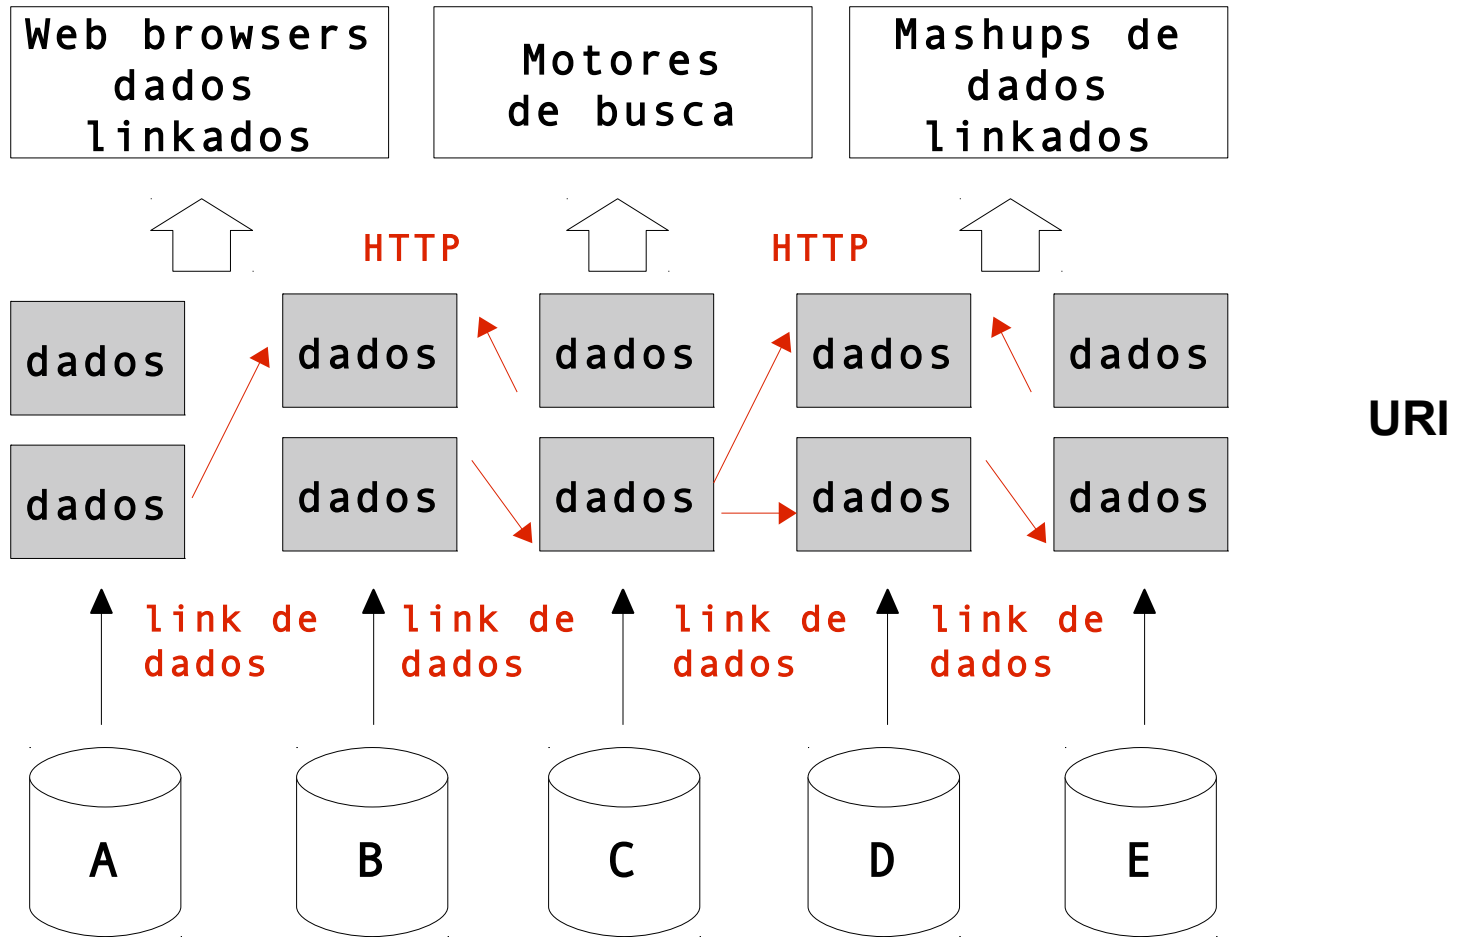 Web browsers
dados
linkados
Motores
de busca
Mashups de
dados
linkados
HTTP
HTTP
dados
dados
dados
dados
dados
URI
dados
dados
dados
dados
dados
link de
dados
link de
dados
link de
dados
link de
dados
A
B
C
D
E